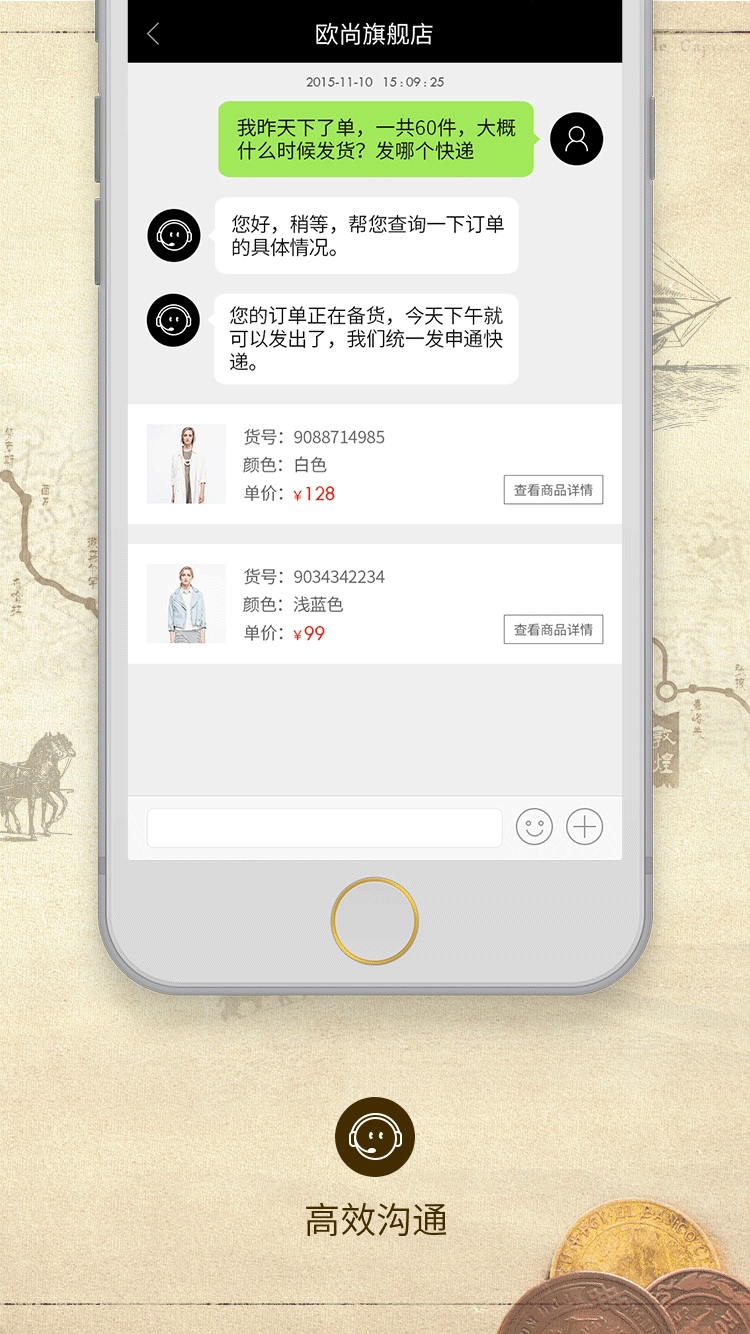 欧尚旗舰店
2015-11-10 15:09:25
我昨天下了单，一共60件，大概
什么时候发货？发哪个快递
您好，稍等，帮您查询一下订单
的具体情况。
您的订单正在备货，今天下午就
可以发出了，我们统一发申通快
递。
货号：9088714985
颜色：白色
单价：¥128
查看商品详情
货号：9034342234
颜色：浅蓝色
单价：¥99
查看商品详情
敦煌
高效沟通